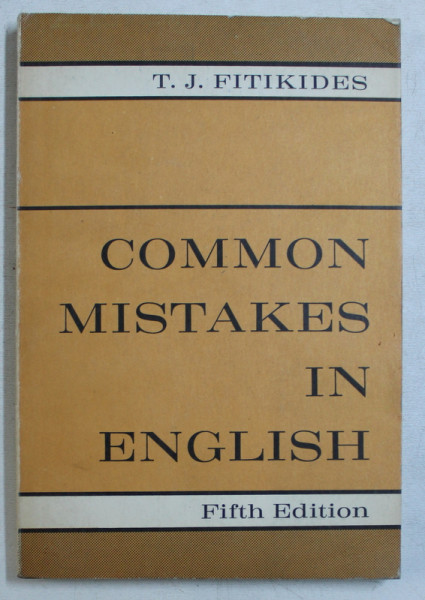 T. J. FITIKIDES
COMMON
MISTAKES
IN
ENGLISH
Fifth Edition